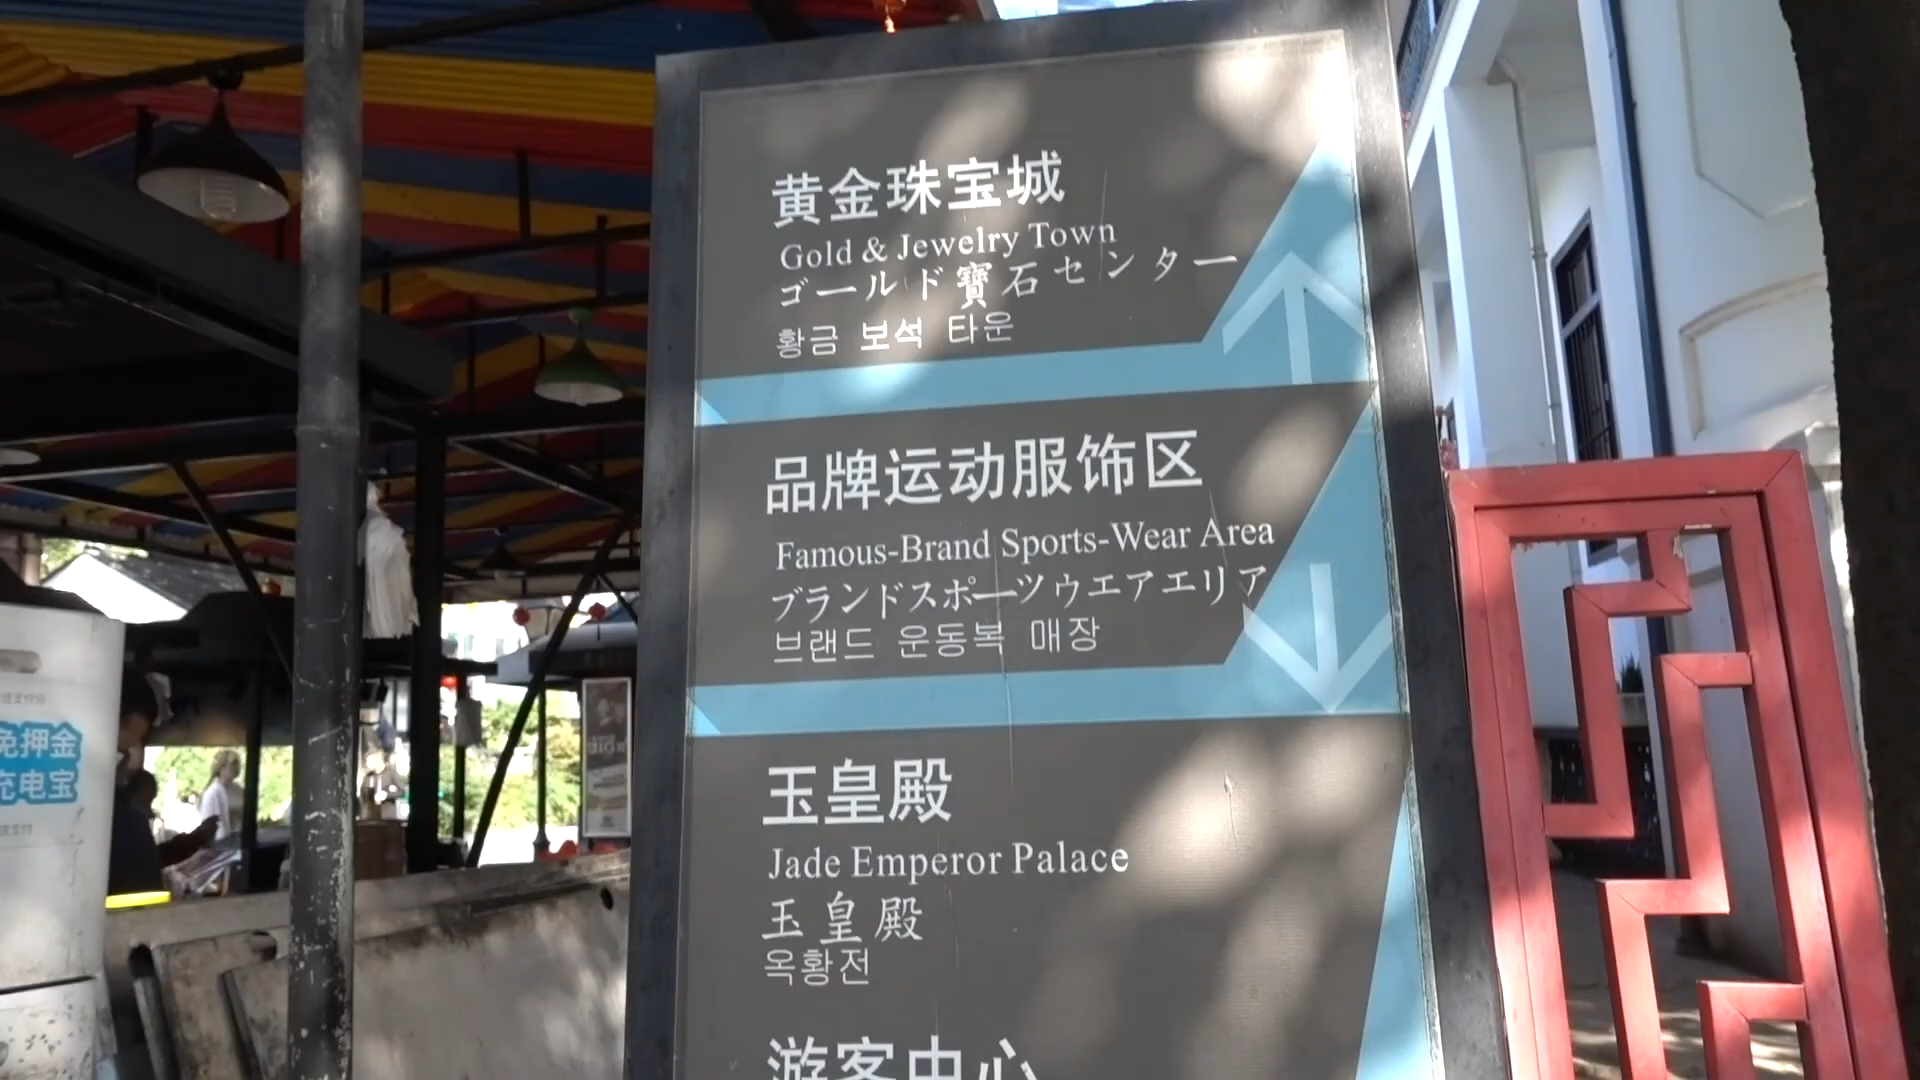 黄金珠宝城
Gold & Jewelry Town
ゴールド寶石センター
황금 보석 타운
品牌运动服饰区
Famous-Brand Sports-Wear Area
ブランドスポーツウエアエリア
브랜드 운동복 매장
玉皇殿
Jade Emperor Palace
玉皇殿
옥황전
游客中心
免押金
充电宝